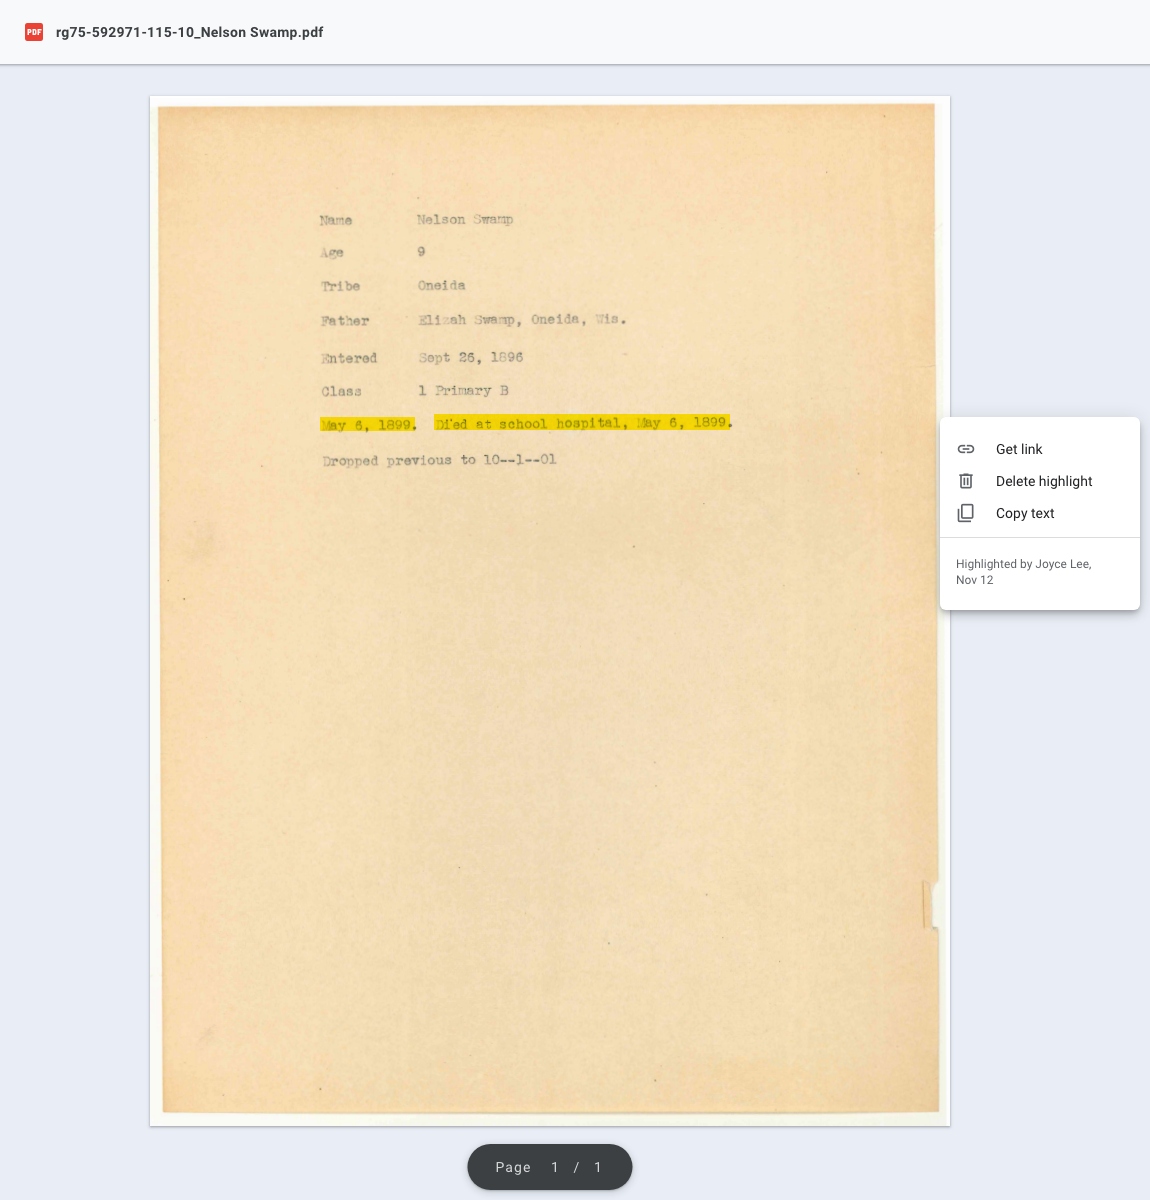 PDF rg75-592971-115-10_Nelson Swamp.pdf
Name Nelson Swamp
Age 9
Tribe Oneida
Father Elizah Swamp, Oneida, Wis.
Entered Sept 26, 1896
Class 1 Primary B
May 6, 1899. Died at school hospital, May 6, 1899.
Dropped previous to 10--1--01
Get link
Delete highlight
Copy text
Highlighted by Joyce Lee,
Nov 12
Page 1 / 1